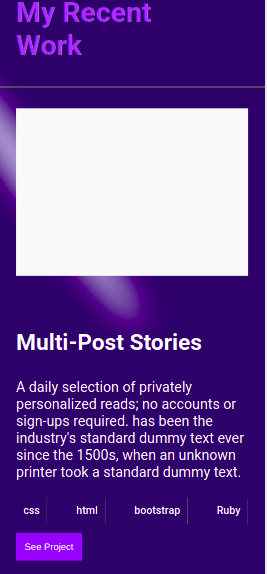 My Recent
Work
Multi-Post Stories
A daily selection of privately
personalized reads; no accounts or
sign-ups required. has been the
industry's standard dummy text ever
since the 1500s, when an unknown
printer took a standard dummy text.
css html bootstrap Ruby
See Project